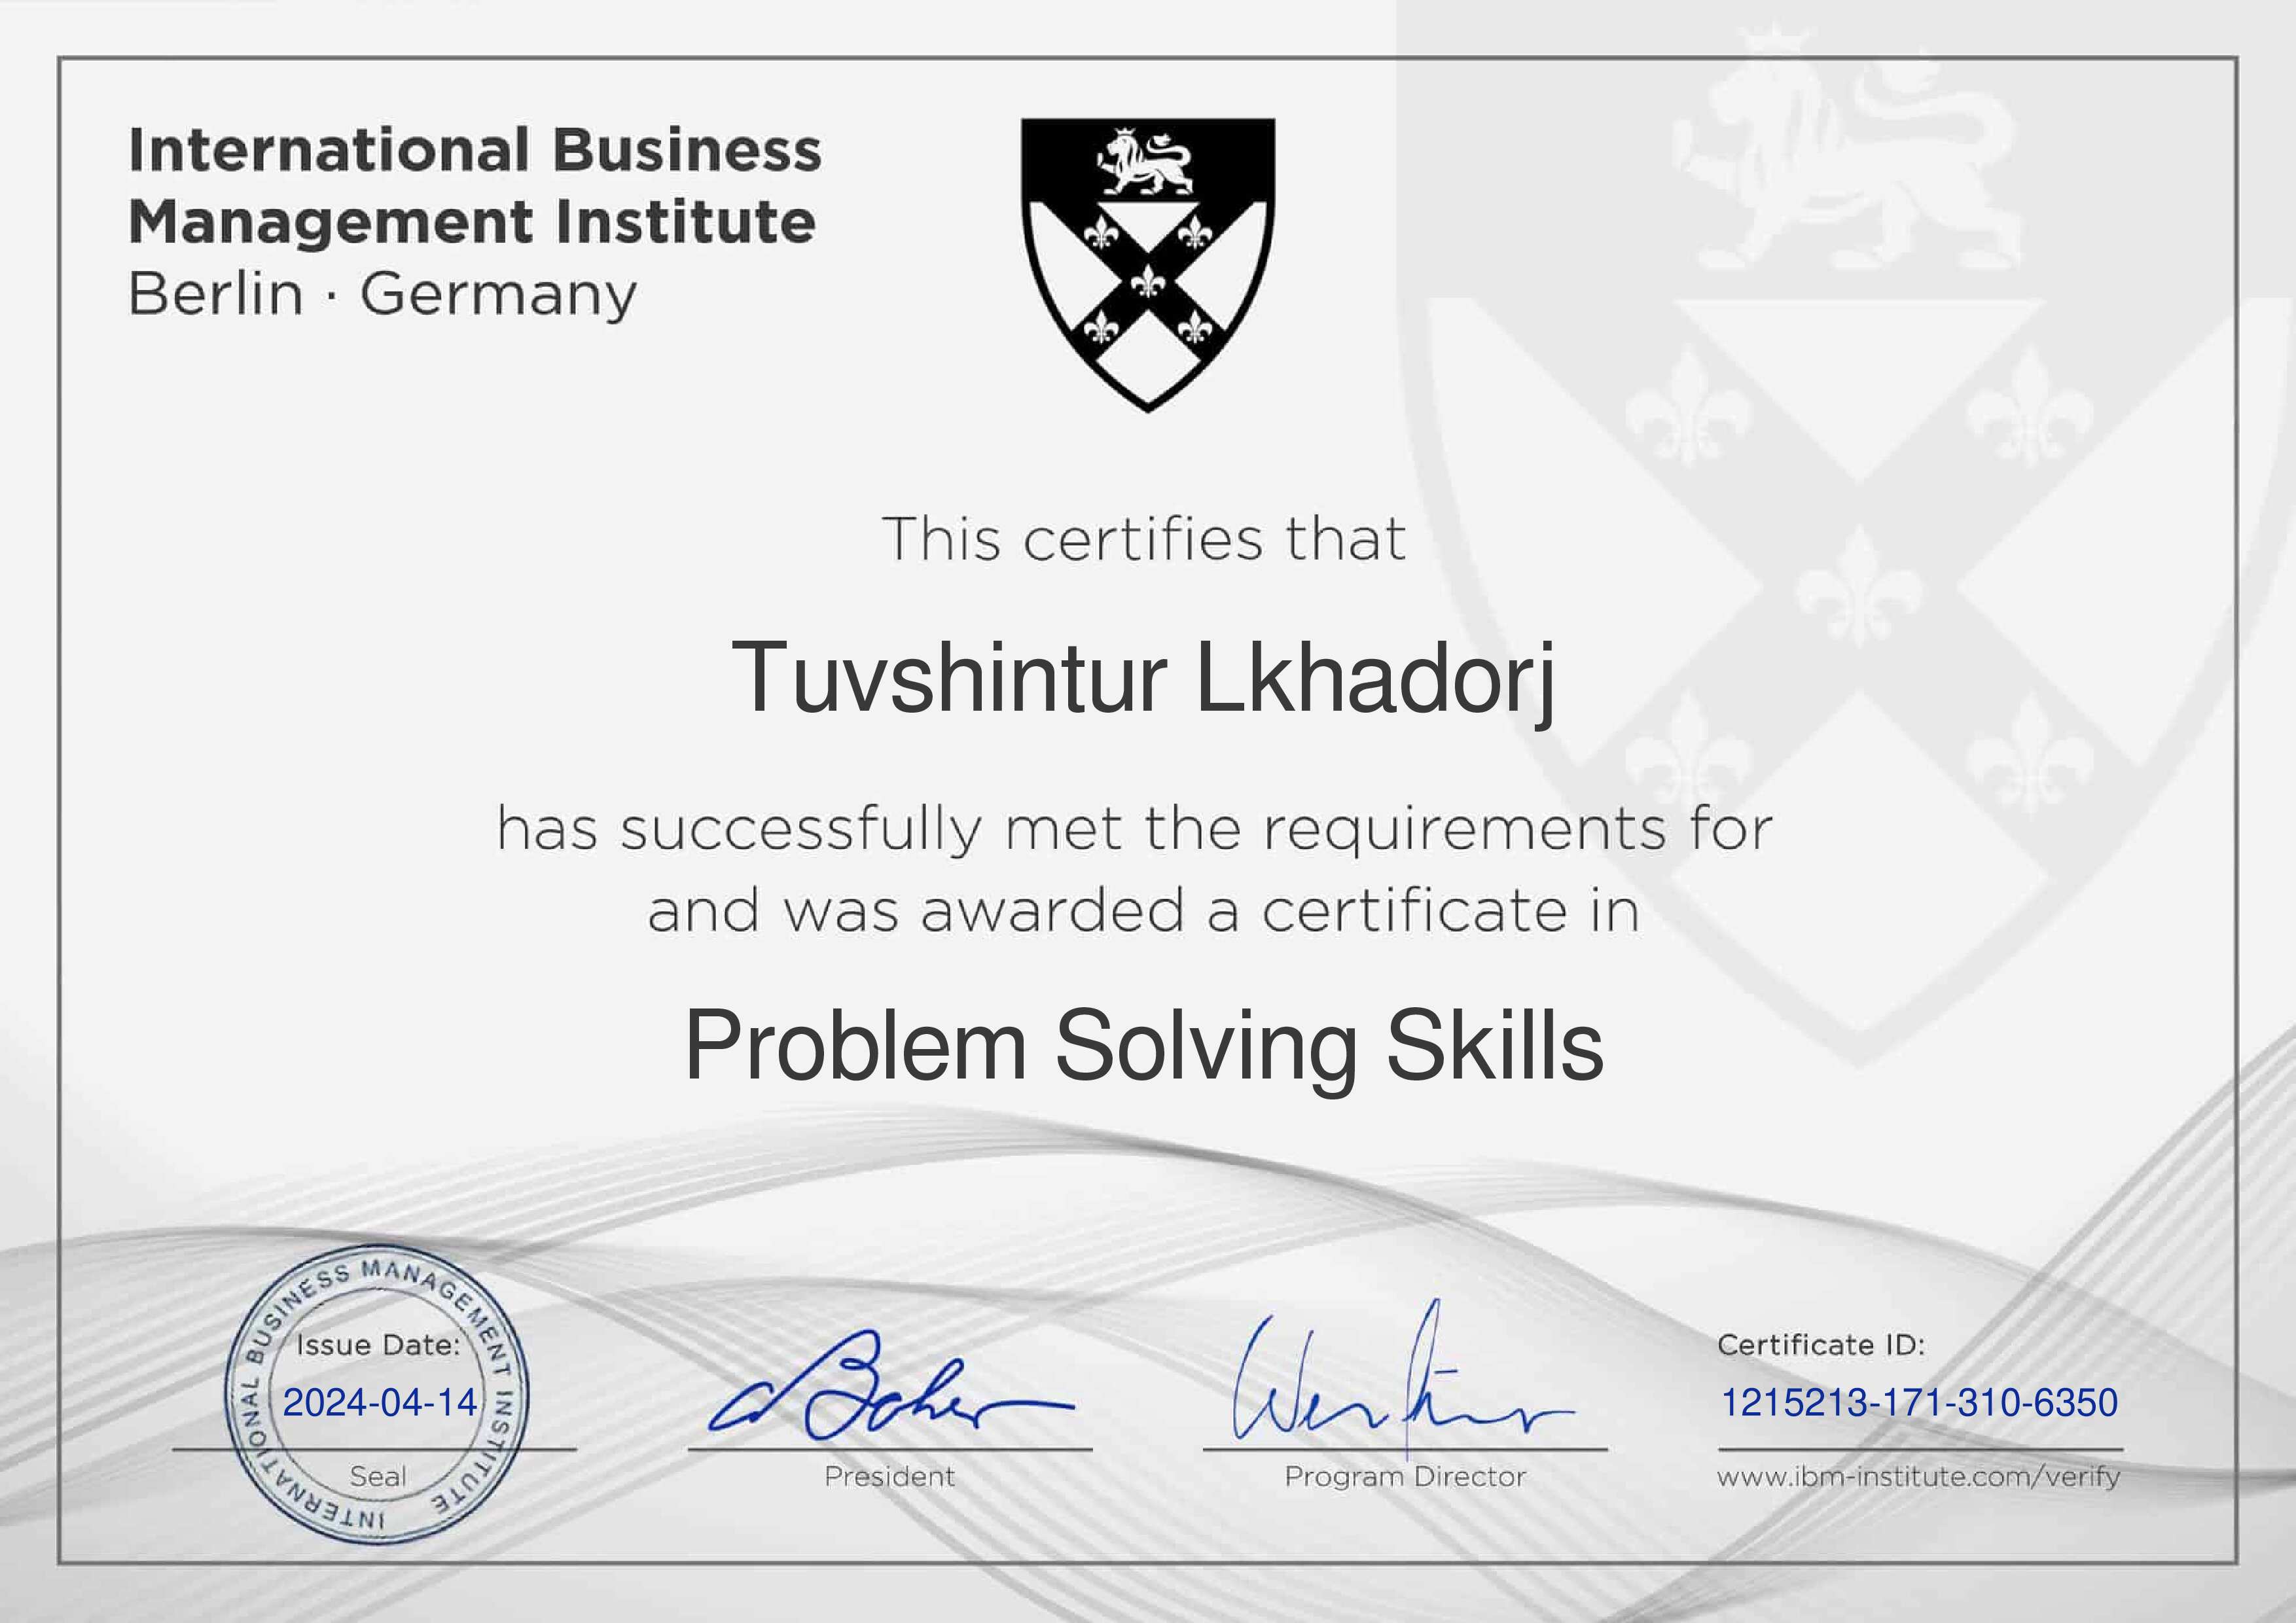 International Business
Management Institute
Berlin · Germany
This certifies that
Tuvshintur Lkhadorj
has successfully met the requirements for
and was awarded a certificate in
Problem Solving Skills
INTERNATIONAL BUSINESS MANAGEMENT INSTITUTE
Issue Date:
2024-04-14
Seal
President
Program Director
Certificate ID:
1215213-171-310-6350
www.ibm-institute.com/verify